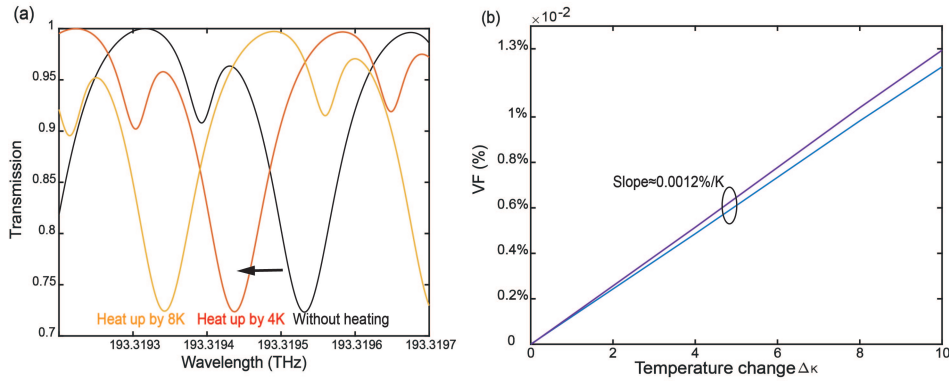 (a)
Transmission
1
0.95
0.9
0.85
0.8
0.75
0.7
Heat up by 8K
Heat up by 4K
Without heating
193.3193
193.3194
193.3195
193.3196
193.3197
Wavelength (THz)
(b)
×10⁻²
VF (%)
1.3%
1%
0.8%
0.6%
0.4%
0.2%
0
Slope≈0.0012%/K
0
2
4
6
8
10
Temperature change Δκ